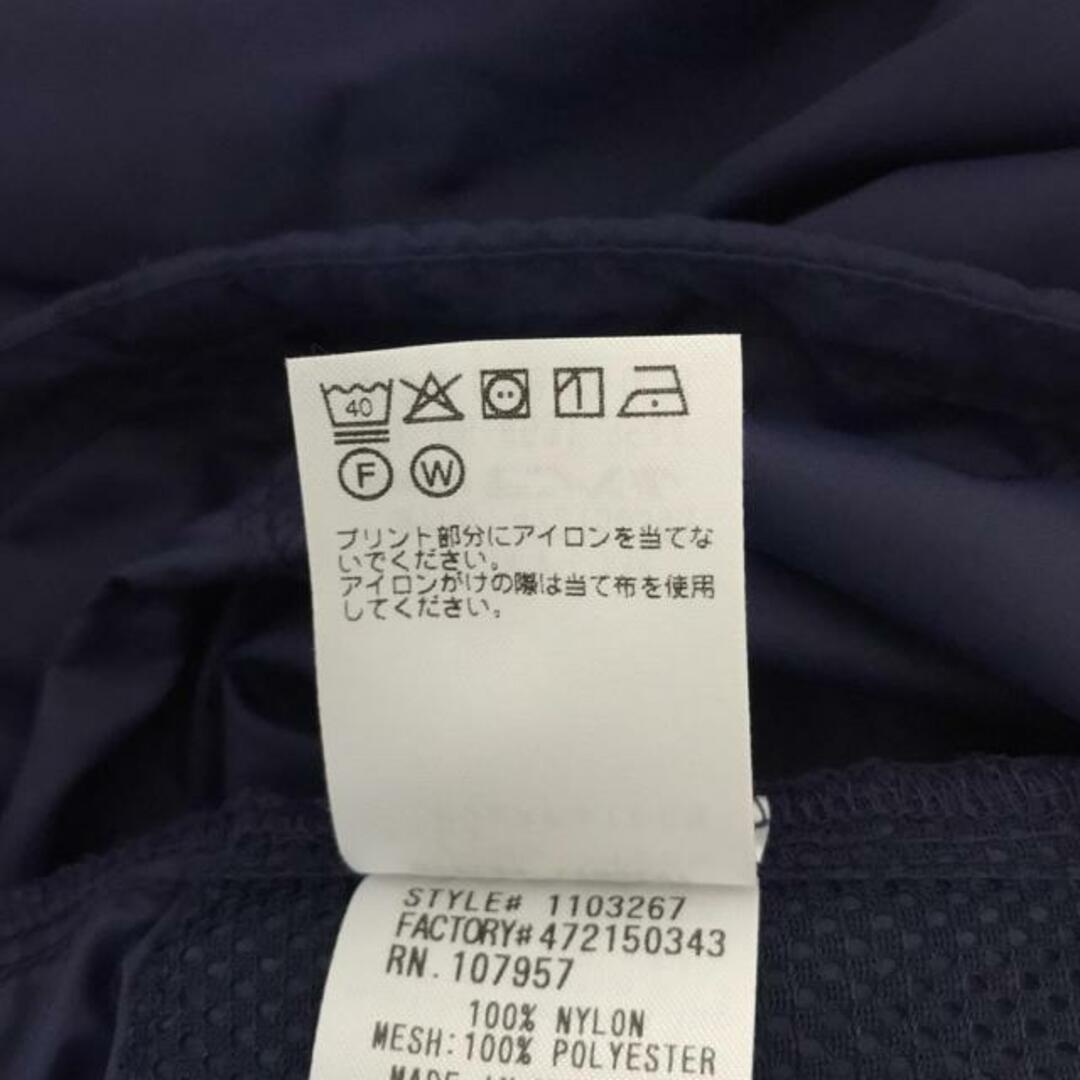 40
F W
プリント部分にアイロンを当てな
いでください。
アイロンがけの際は当て布を使用
してください。
STYLE# 1103267
FACTORY# 472150343
RN. 107957
100% NYLON
MESH: 100% POLYESTER
MADE IN